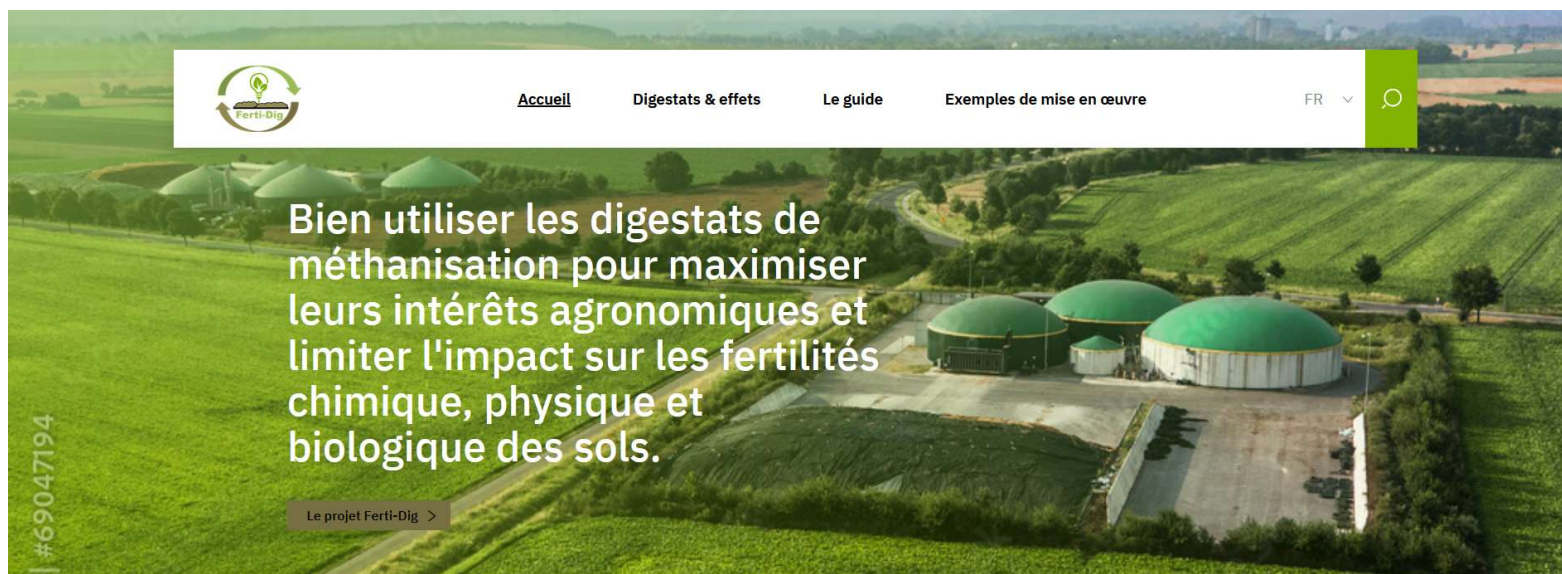 Ferti-Dig
Accueil
Digestats & effets
Le guide
Exemples de mise en œuvre
FR
Bien utiliser les digestats de
méthanisation pour maximiser
leurs intérêts agronomiques et
limiter l'impact sur les fertilités
chimique, physique et
biologique des sols.
Le projet Ferti-Dig >
| #69047194